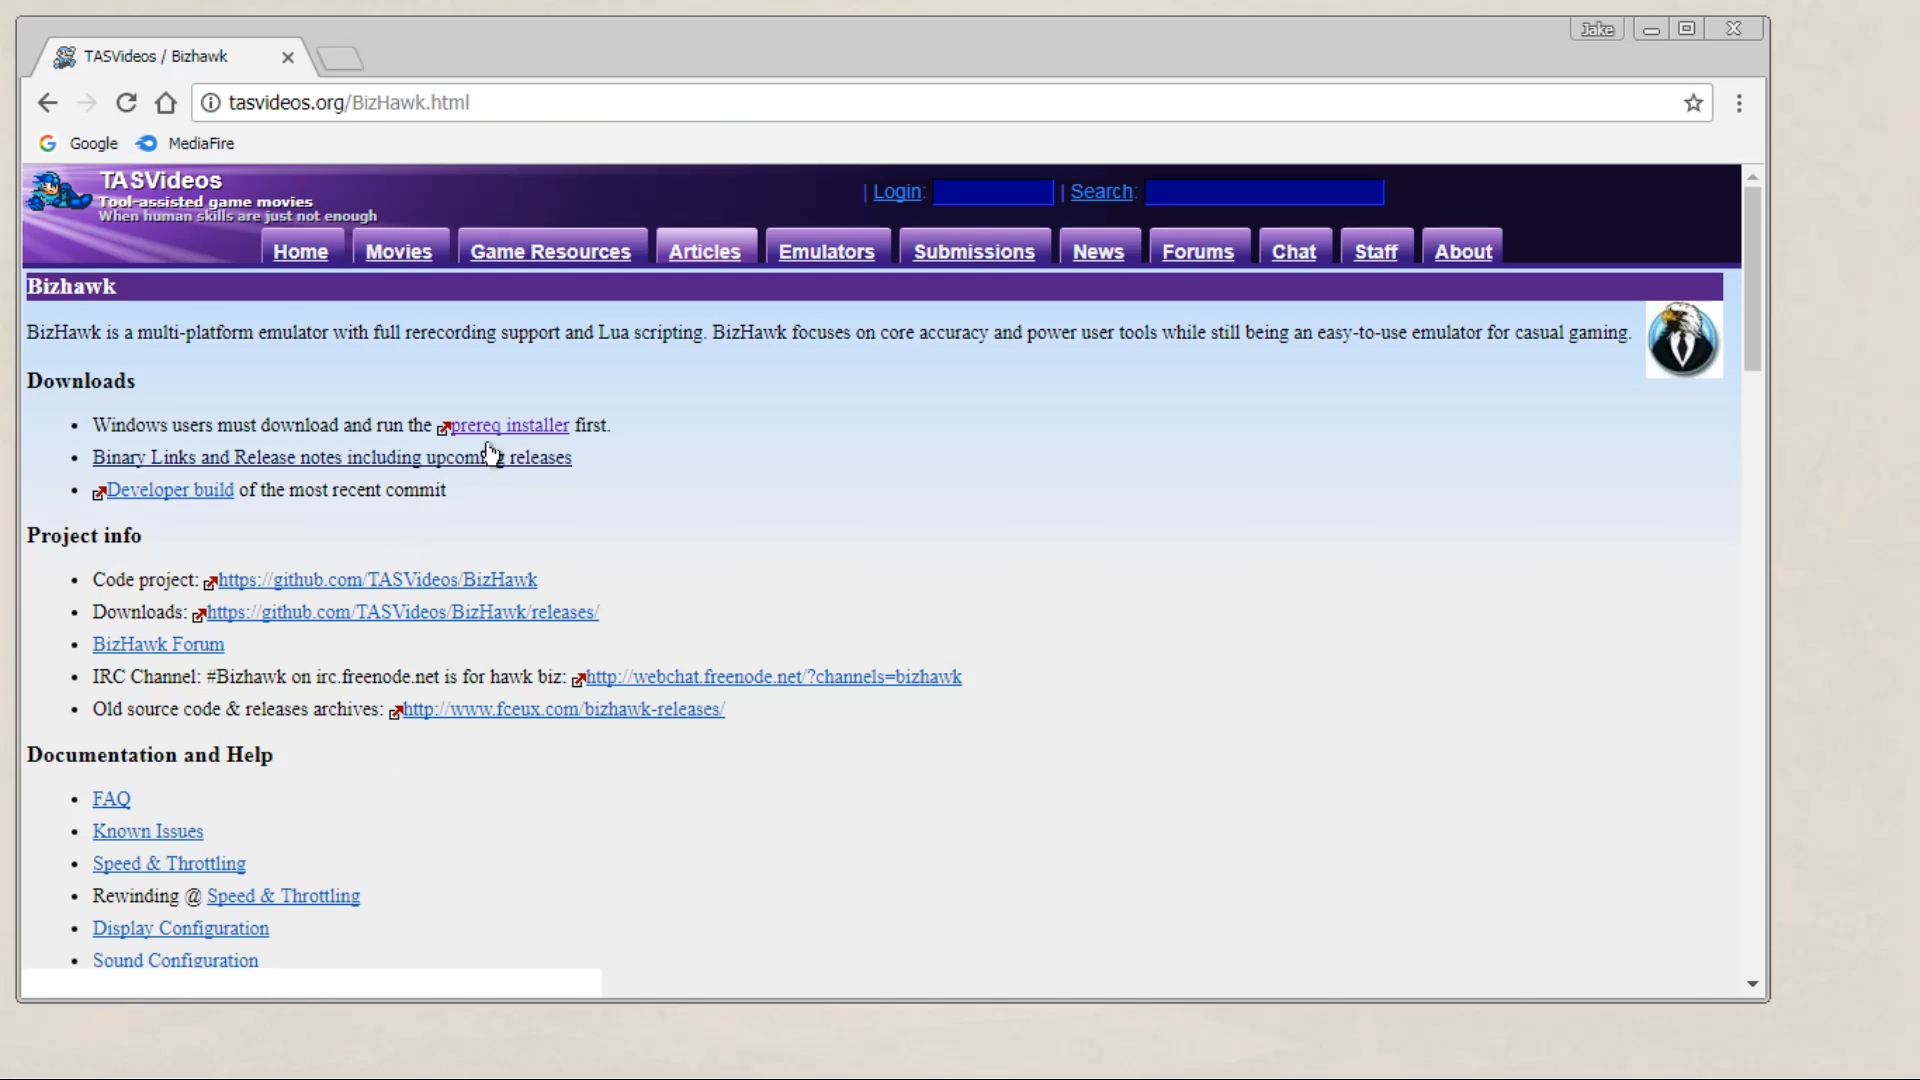 Jake
TASVideos / Bizhawk
tasvideos.org/BizHawk.html
Google MediaFire
TASVideos
Tool-assisted game movies
When human skills are just not enough
| Login: | Search:
Home Movies Game Resources Articles Emulators Submissions News Forums Chat Staff About
Bizhawk
BizHawk is a multi-platform emulator with full rerecording support and Lua scripting. BizHawk focuses on core accuracy and power user tools while still being an easy-to-use emulator for casual gaming.
Downloads
• Windows users must download and run the prereq installer first.
• Binary Links and Release notes including upcoming releases
• Developer build of the most recent commit
Project info
• Code project: https://github.com/TASVideos/BizHawk
• Downloads: https://github.com/TASVideos/BizHawk/releases/
• BizHawk Forum
• IRC Channel: #Bizhawk on irc.freenode.net is for hawk biz: http://webchat.freenode.net/?channels=bizhawk
• Old source code & releases archives: http://www.fceux.com/bizhawk-releases/
Documentation and Help
• FAQ
• Known Issues
• Speed & Throttling
• Rewinding @ Speed & Throttling
• Display Configuration
• Sound Configuration